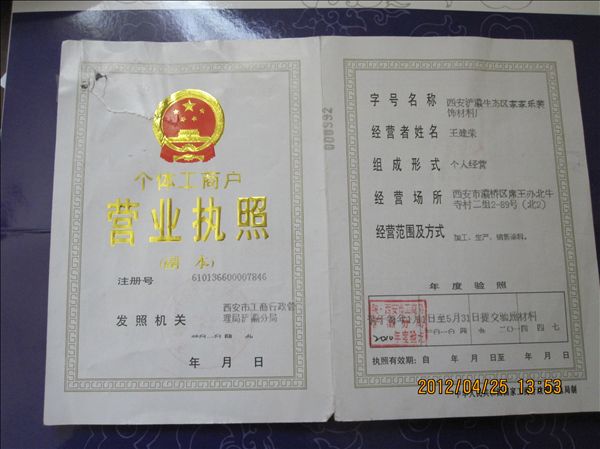 个体工商户
营业执照
(副本)
注册号 610136600007846
发照机关 西安市工商行政管
理局浐灞分局
年 月 日
000992
字号名称 西安浐灞生态区家家乐装
饰材料厂
经营者姓名 王建荣
组成形式 个人经营
经营场所 西安市灞桥区席王办北牛
寺村二组2-89号(北2)
经营范围及方式 加工、生产、销售涂料。
年度验照
至5月31日提交验照材料
年度验
执照有效期:自 年 月 日至 年 月 日
2012/04/25 13:53